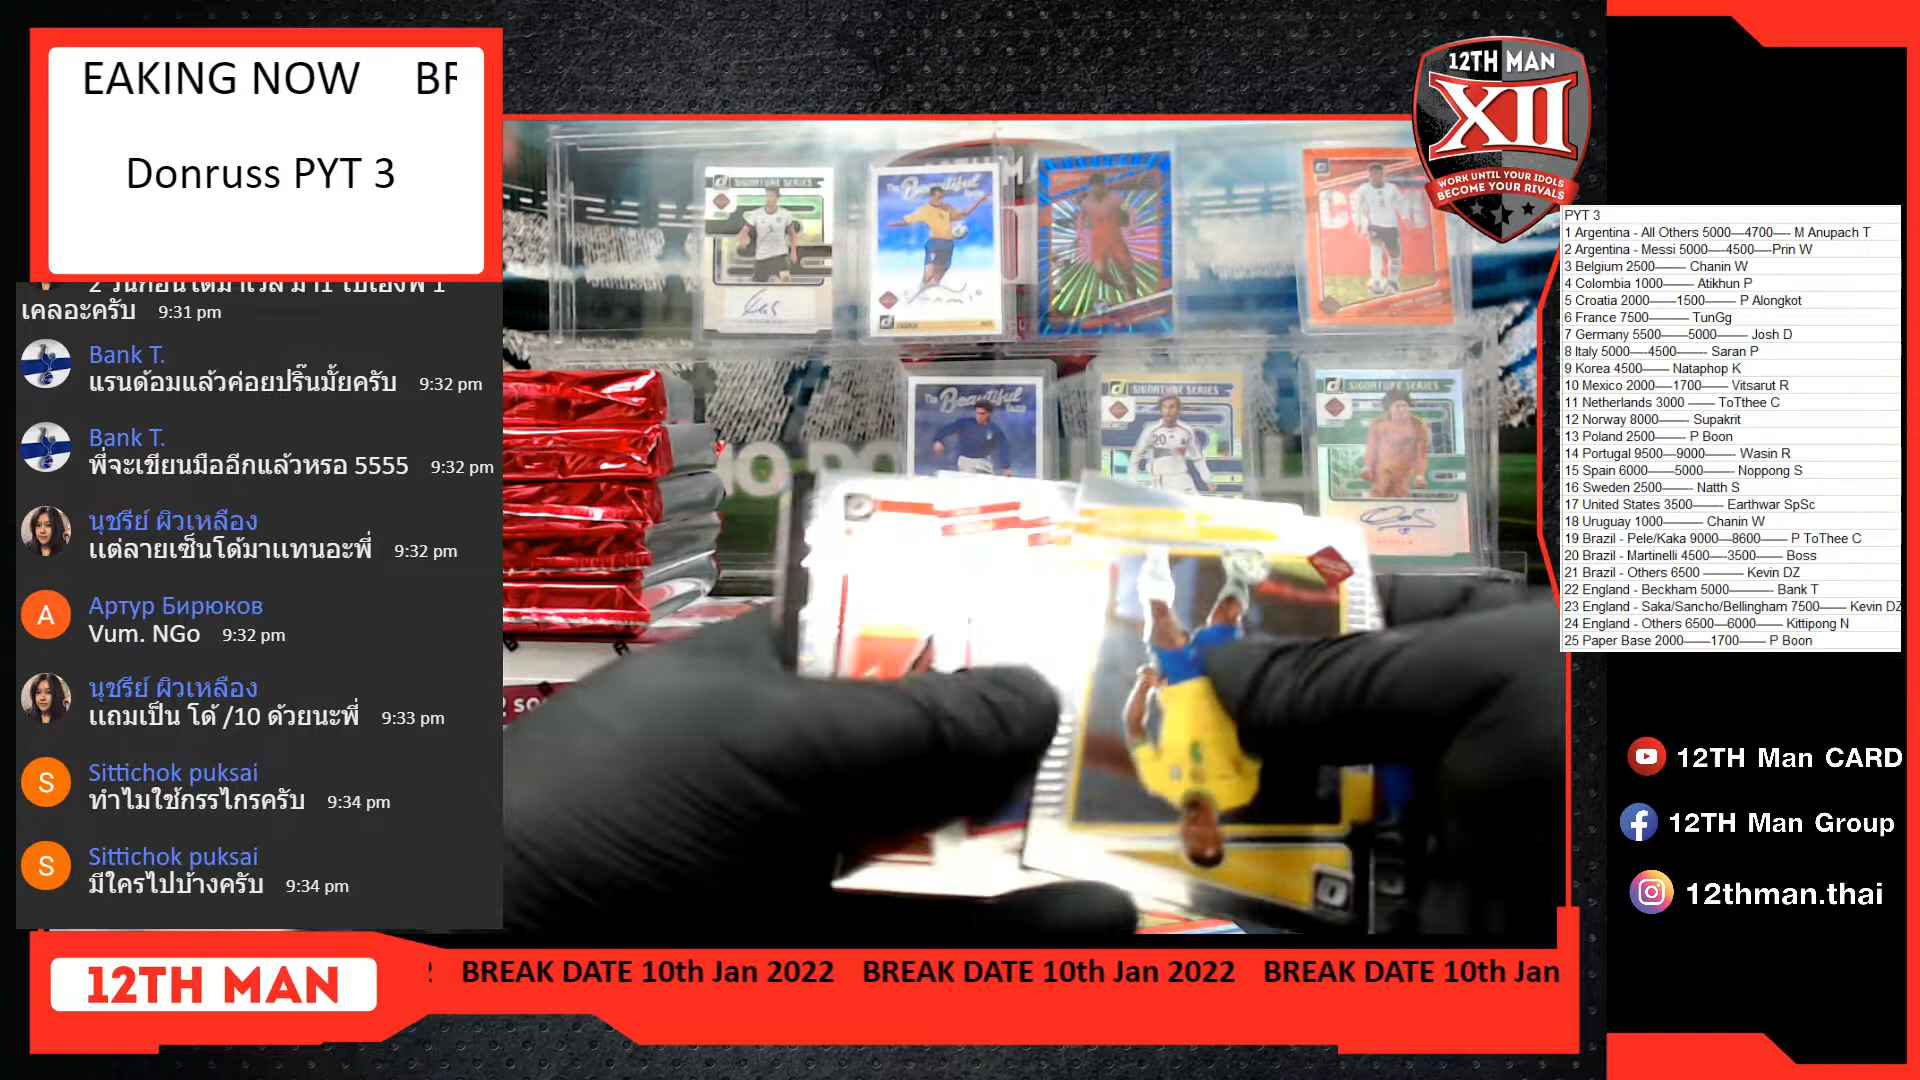 EAKING NOW
Donruss PYT 3
เคลอะครับ 9:31 pm
Bank T.
แรนด้อมแล้วค่อยปริ๊นมั้ยครับ 9:32 pm
Bank T.
พี่จะเขียนมืออีกแล้วหรอ 5555 9:32 pm
นุชรีย์ ผิวเหลือง
แต่ลายเซ็นโด้มาแทนอะพี่ 9:32 pm
A
Артур Бирюков
Vum. NGo 9:32 pm
นุชรีย์ ผิวเหลือง
แถมเป็น โด้ /10 ด้วยนะพี่ 9:33 pm
S
Sittichok puksai
ทำไมใช้กรรไกรครับ 9:34 pm
S
Sittichok puksai
มีใครไปบ้างครับ 9:34 pm
12TH MAN
BREAK DATE 10th Jan 2022 BREAK DATE 10th Jan 2022 BREAK DATE 10th Jan
SIGNATURE SERIES
The Beautiful
The Beautiful
SIGNATURE SERIES
SIGNATURE SERIES
20
12TH MAN
XII
WORK UNTIL YOUR IDOLS
BECOME YOUR RIVALS
PYT 3
1 Argentina - All Others 5000----4700---- M Anupach T
2 Argentina - Messi 5000----4500----Prin W
3 Belgium 2500------ Chanin W
4 Colombia 1000------ Atikhun P
5 Croatia 2000-----1500----- P Alongkot
6 France 7500------ TunGg
7 Germany 5500-----5000------ Josh D
8 Italy 5000----4500------ Saran P
9 Korea 4500------ Nataphop K
10 Mexico 2000----1700----- Vitsarut R
11 Netherlands 3000 ----- ToTthee C
12 Norway 8000------ Supakrit
13 Poland 2500----- P Boon
14 Portugal 9500----9000------ Wasin R
15 Spain 6000-----5000------ Noppong S
16 Sweden 2500------ Natth S
17 United States 3500------ Earthwar SpSc
18 Uruguay 1000-------- Chanin W
19 Brazil - Pele/Kaka 9000----8600----- P ToThee C
20 Brazil - Martinelli 4500----3500------ Boss
21 Brazil - Others 6500 ------- Kevin DZ
22 England - Beckham 5000-------- Bank T
23 England - Saka/Sancho/Bellingham 7500----- Kevin DZ
24 England - Others 6500---6000----- Kittipong N
25 Paper Base 2000-----1700----- P Boon
12TH Man CARD
12TH Man Group
12thman.thai